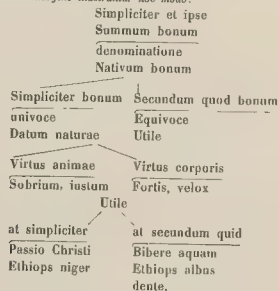 Simpliciter et ipse
Summum bonum
denominatione
Nativum bonum
Simpliciter bonum Secundum quod bonum
univoce Equivoce
Datum naturae Utile
Virtus animae Virtus corporis
Sobrium, iustum Fortis, velox
Utile
at simpliciter at secundum quid
Passio Christi Bibere aquam
Ethiops niger Ethiops albus
dente.